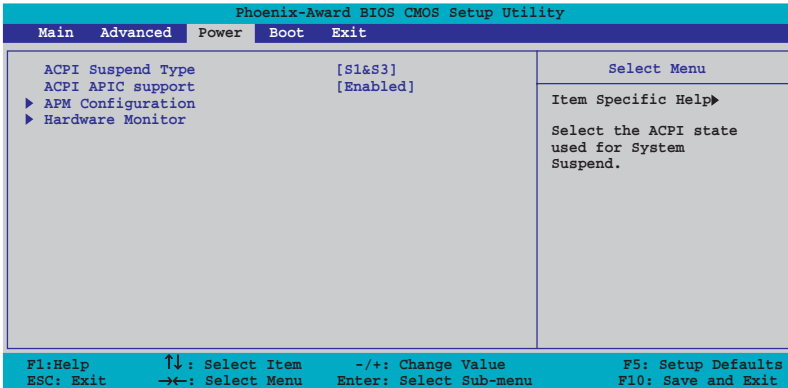 Phoenix-Award BIOS CMOS Setup Utility
Main Advanced Power Boot Exit
ACPI Suspend Type [S1&S3]
ACPI APIC support [Enabled]
APM Configuration
Hardware Monitor
Select Menu
Item Specific Help
Select the ACPI state
used for System
Suspend.
F1:Help ↑↓: Select Item -/+: Change Value F5: Setup Defaults
ESC: Exit →←: Select Menu Enter: Select Sub-menu F10: Save and Exit